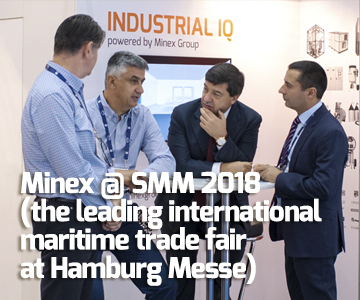 INDUSTRIAL IQ
powered by Minex Group
Minex @ SMM 2018
(the leading international
maritime trade fair
at Hamburg Messe)